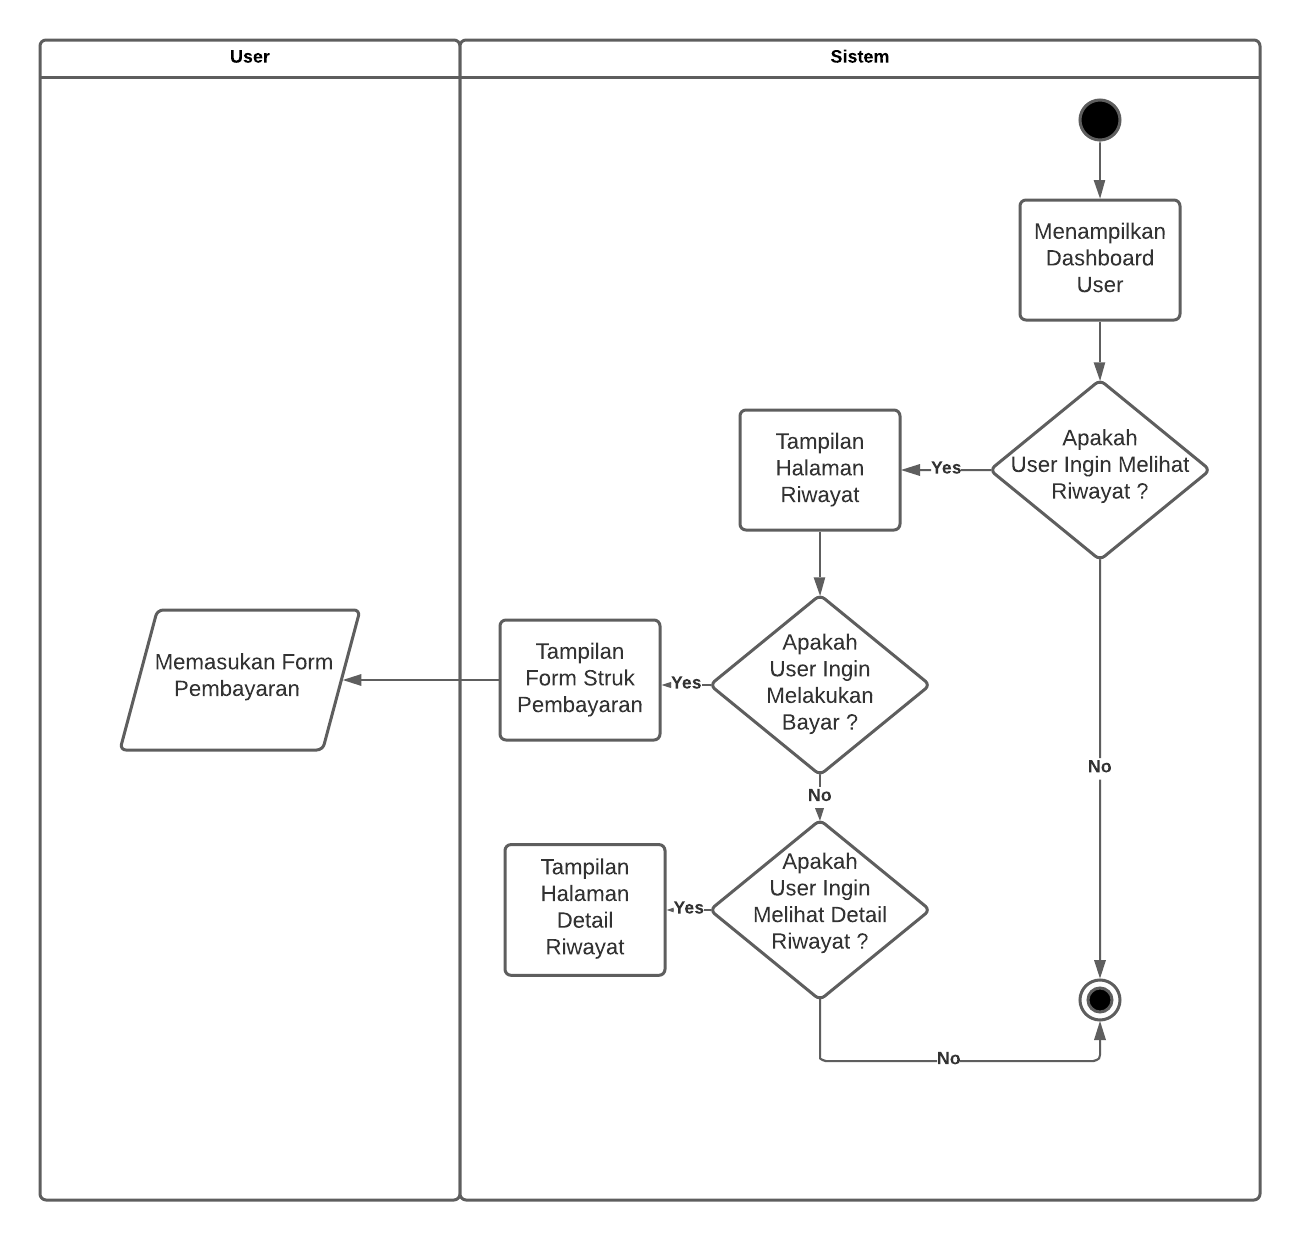 User
Sistem
Menampilkan
Dashboard
User
Apakah
User Ingin Melihat
Riwayat ?
Yes
Tampilan
Halaman
Riwayat
Apakah
User Ingin
Melakukan
Bayar ?
Yes
Tampilan
Form Struk
Pembayaran
Memasukan Form
Pembayaran
No
No
Apakah
User Ingin
Melihat Detail
Riwayat ?
Yes
Tampilan
Halaman
Detail
Riwayat
No